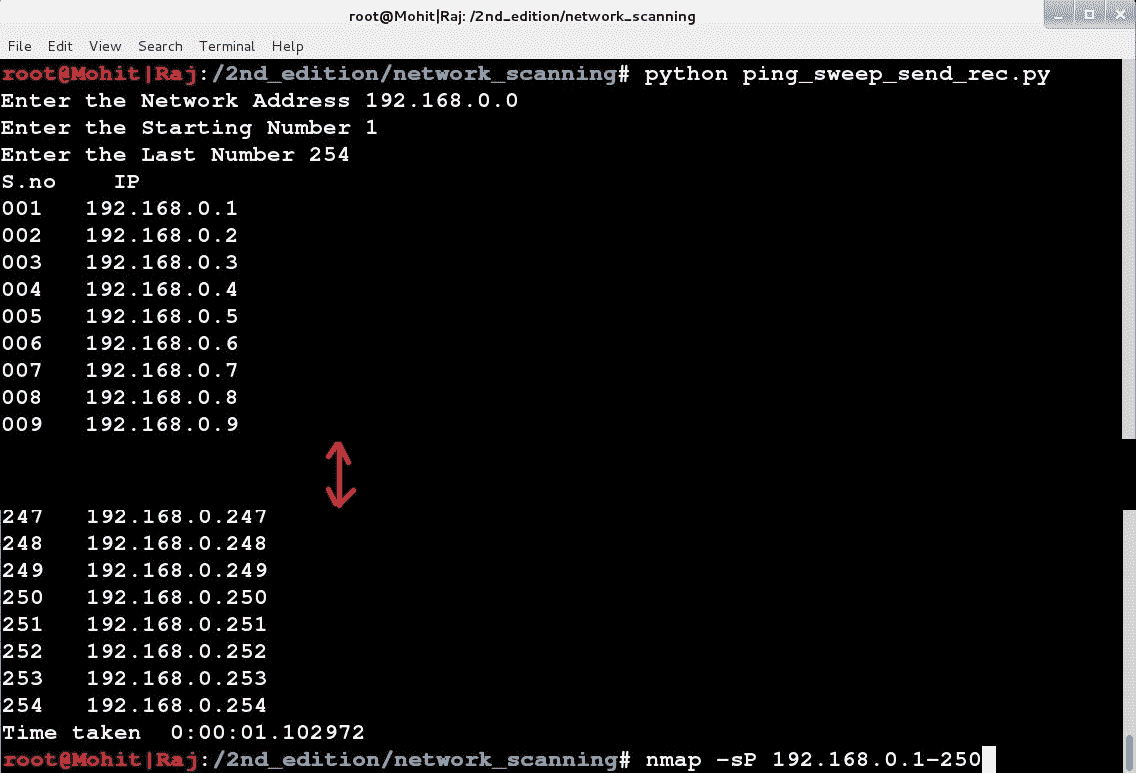 root@Mohit|Raj: /2nd_edition/network_scanning
File Edit View Search Terminal Help
root@Mohit|Raj:/2nd_edition/network_scanning# python ping_sweep_send_rec.py
Enter the Network Address 192.168.0.0
Enter the Starting Number 1
Enter the Last Number 254
S.no    IP
001   192.168.0.1
002   192.168.0.2
003   192.168.0.3
004   192.168.0.4
005   192.168.0.5
006   192.168.0.6
007   192.168.0.7
008   192.168.0.8
009   192.168.0.9
247   192.168.0.247
248   192.168.0.248
249   192.168.0.249
250   192.168.0.250
251   192.168.0.251
252   192.168.0.252
253   192.168.0.253
254   192.168.0.254
Time taken  0:00:01.102972
root@Mohit|Raj:/2nd_edition/network_scanning# nmap -sP 192.168.0.1-250